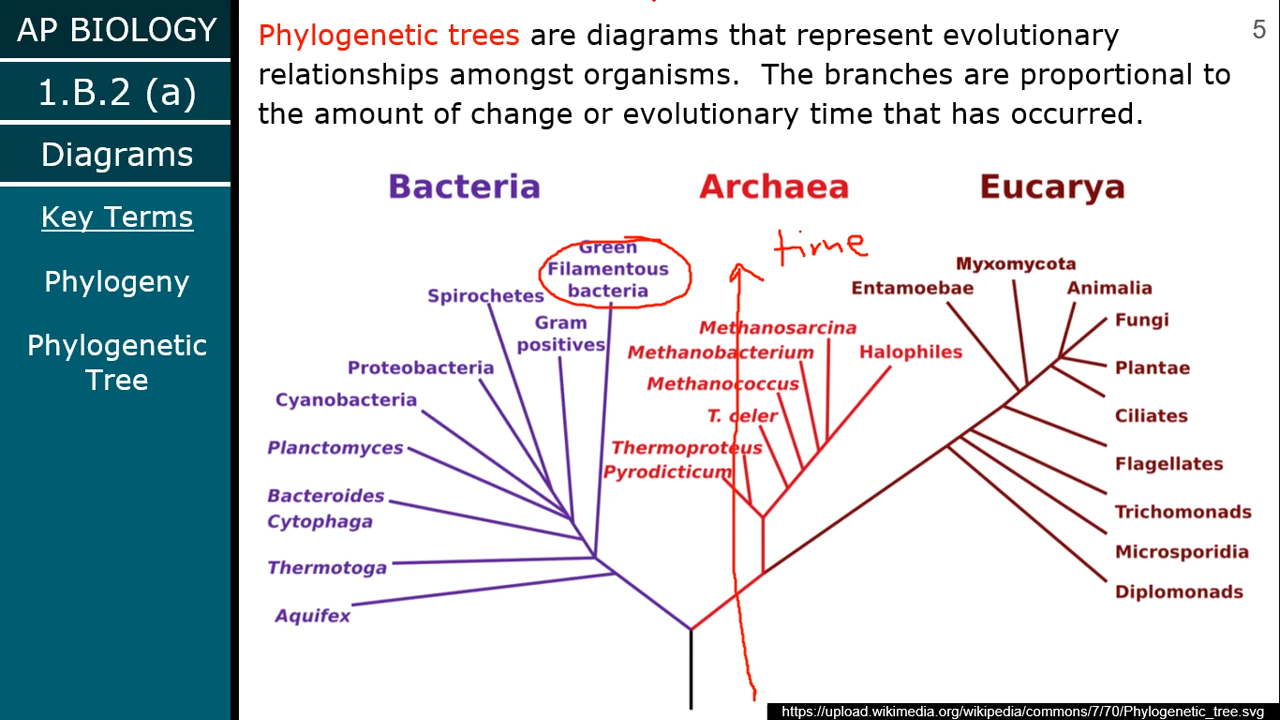 AP BIOLOGY
1.B.2 (a)
Diagrams
Key Terms
Phylogeny
Phylogenetic
Tree
Phylogenetic trees are diagrams that represent evolutionary
relationships amongst organisms.  The branches are proportional to
the amount of change or evolutionary time that has occurred.
5
Bacteria
Archaea
Eucarya
Green
Filamentous
bacteria
Spirochetes
Gram
positives
Proteobacteria
Cyanobacteria
Planctomyces
Bacteroides
Cytophaga
Thermotoga
Aquifex
time
Methanosarcina
Methanobacterium
Halophiles
Methanococcus
T. celer
Thermoproteus
Pyrodicticum
Myxomycota
Entamoebae
Animalia
Fungi
Plantae
Ciliates
Flagellates
Trichomonads
Microsporidia
Diplomonads
https://upload.wikimedia.org/wikipedia/commons/7/70/Phylogenetic_tree.svg